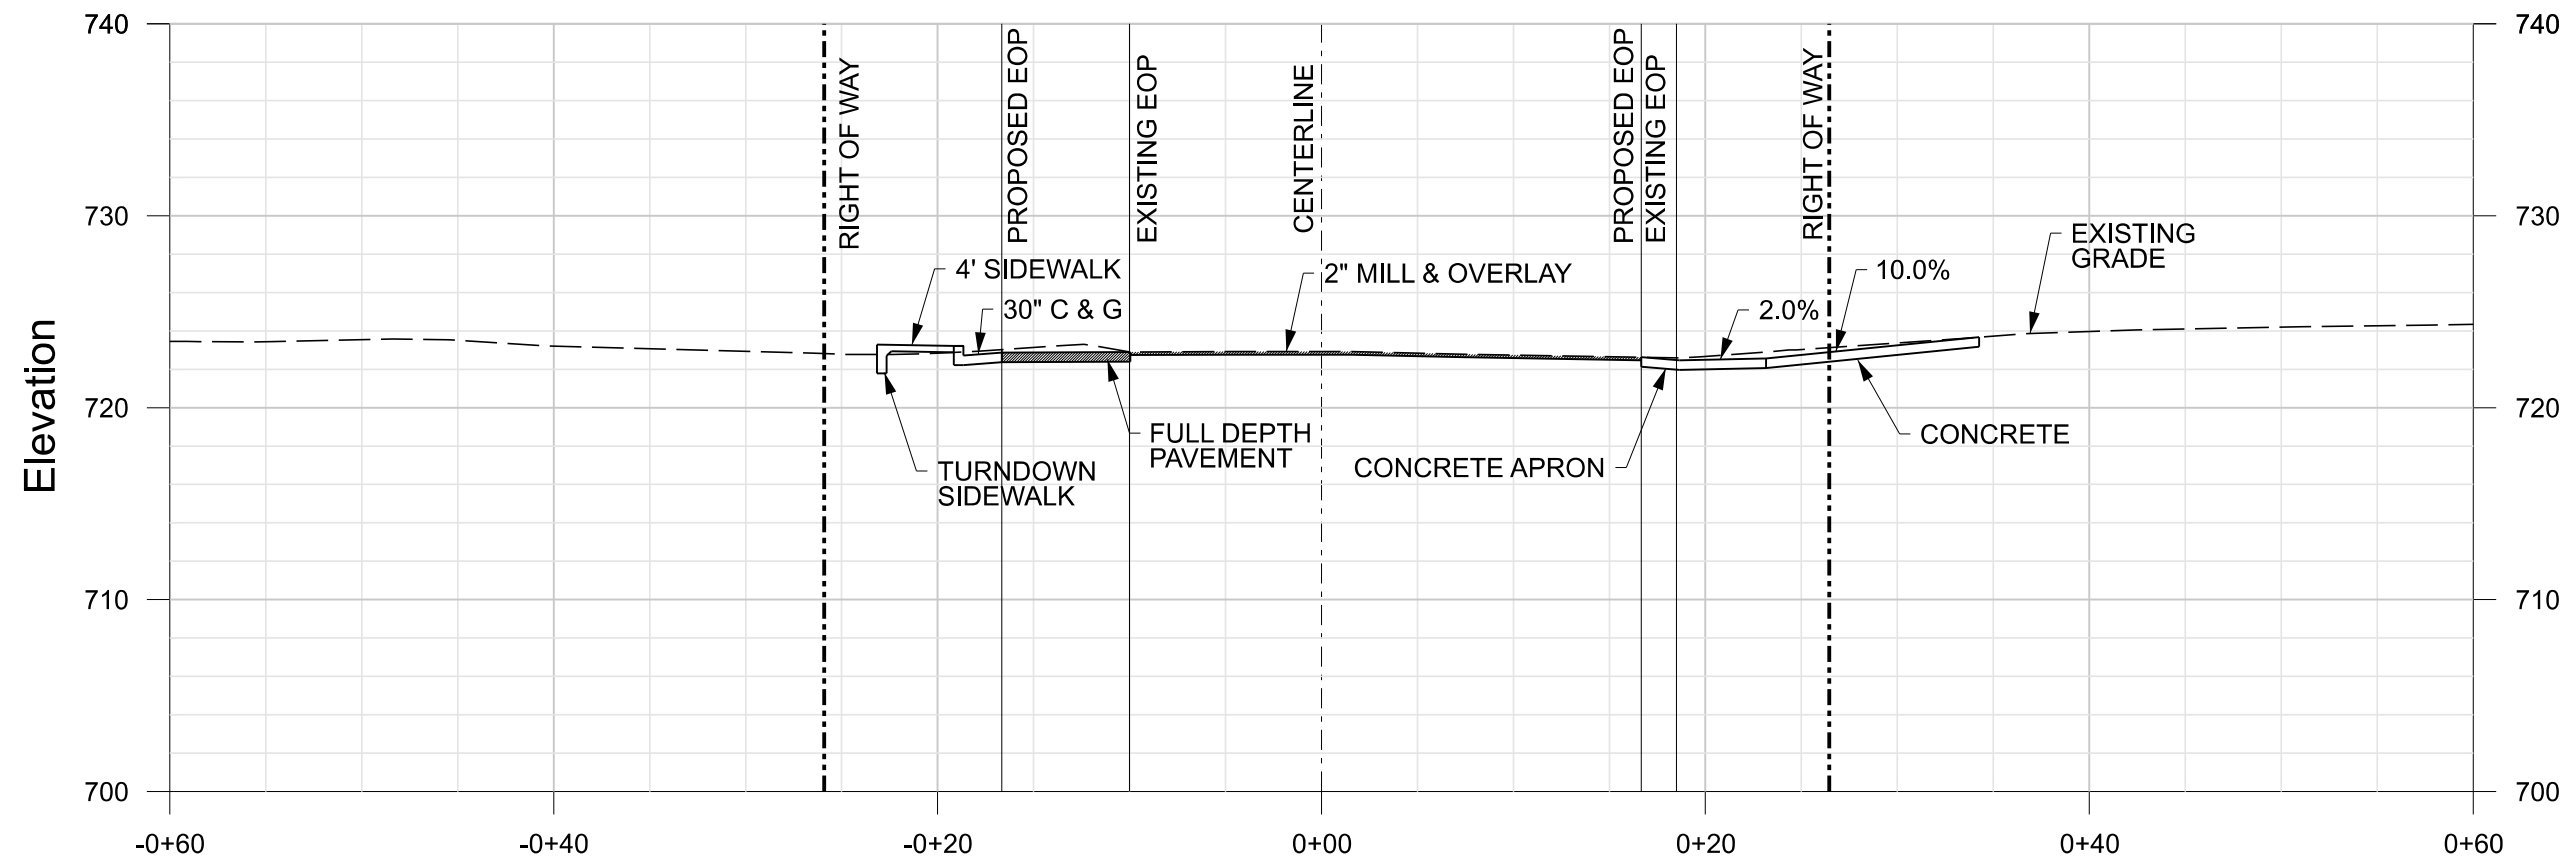 740
740
RIGHT OF WAY
PROPOSED EOP
EXISTING EOP
CENTERLINE
PROPOSED EOP
EXISTING EOP
RIGHT OF WAY
730
730
EXISTING
GRADE
4' SIDEWALK
2" MILL & OVERLAY
10.0%
30" C & G
2.0%
Elevation
720
720
FULL DEPTH
PAVEMENT
CONCRETE
CONCRETE APRON
TURNDOWN
SIDEWALK
710
710
700
700
-0+60
-0+40
-0+20
0+00
0+20
0+40
0+60